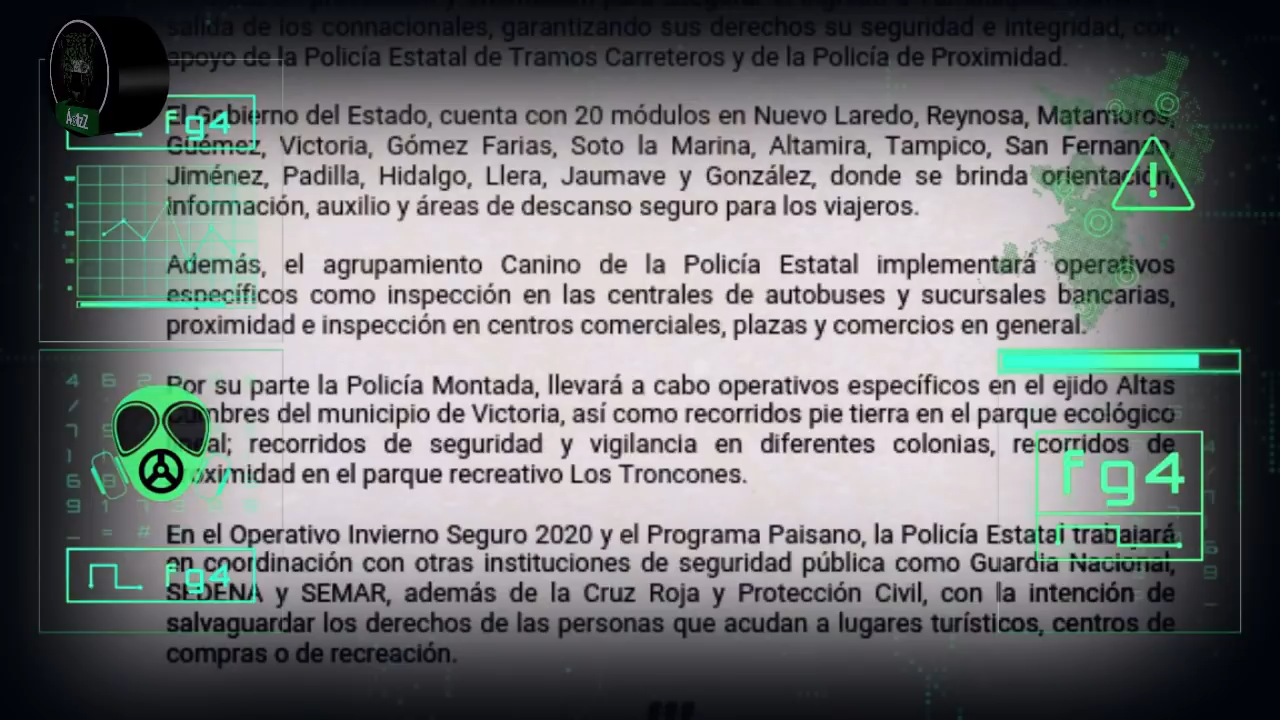 salida de los connacionales, garantizando sus derechos su seguridad e integridad, con
apoyo de la Policía Estatal de Tramos Carreteros y de la Policía de Proximidad.
El Gobierno del Estado, cuenta con 20 módulos en Nuevo Laredo, Reynosa, Matamoros,
Güémez, Victoria, Gómez Farias, Soto la Marina, Altamira, Tampico, San Fernando,
Jiménez, Padilla, Hidalgo, Llera, Jaumave y González, donde se brinda orientación,
información, auxilio y áreas de descanso seguro para los viajeros.
Además, el agrupamiento Canino de la Policía Estatal implementará operativos
específicos como inspección en las centrales de autobuses y sucursales bancarias,
proximidad e inspección en centros comerciales, plazas y comercios en general.
Por su parte la Policía Montada, llevará a cabo operativos específicos en el ejido Altas
Cumbres del municipio de Victoria, así como recorridos pie tierra en el parque ecológico
recorridos de seguridad y vigilancia en diferentes colonias, recorridos de
proximidad en el parque recreativo Los Troncones.
En el Operativo Invierno Seguro 2020 y el Programa Paisano, la Policía Estatal trabajará
en coordinación con otras instituciones de seguridad pública como Guardia Nacional,
SEDENA y SEMAR, además de la Cruz Roja y Protección Civil, con la intención de
salvaguardar los derechos de las personas que acudan a lugares turísticos, centros de
compras o de recreación.
fg4
fg4
fg4